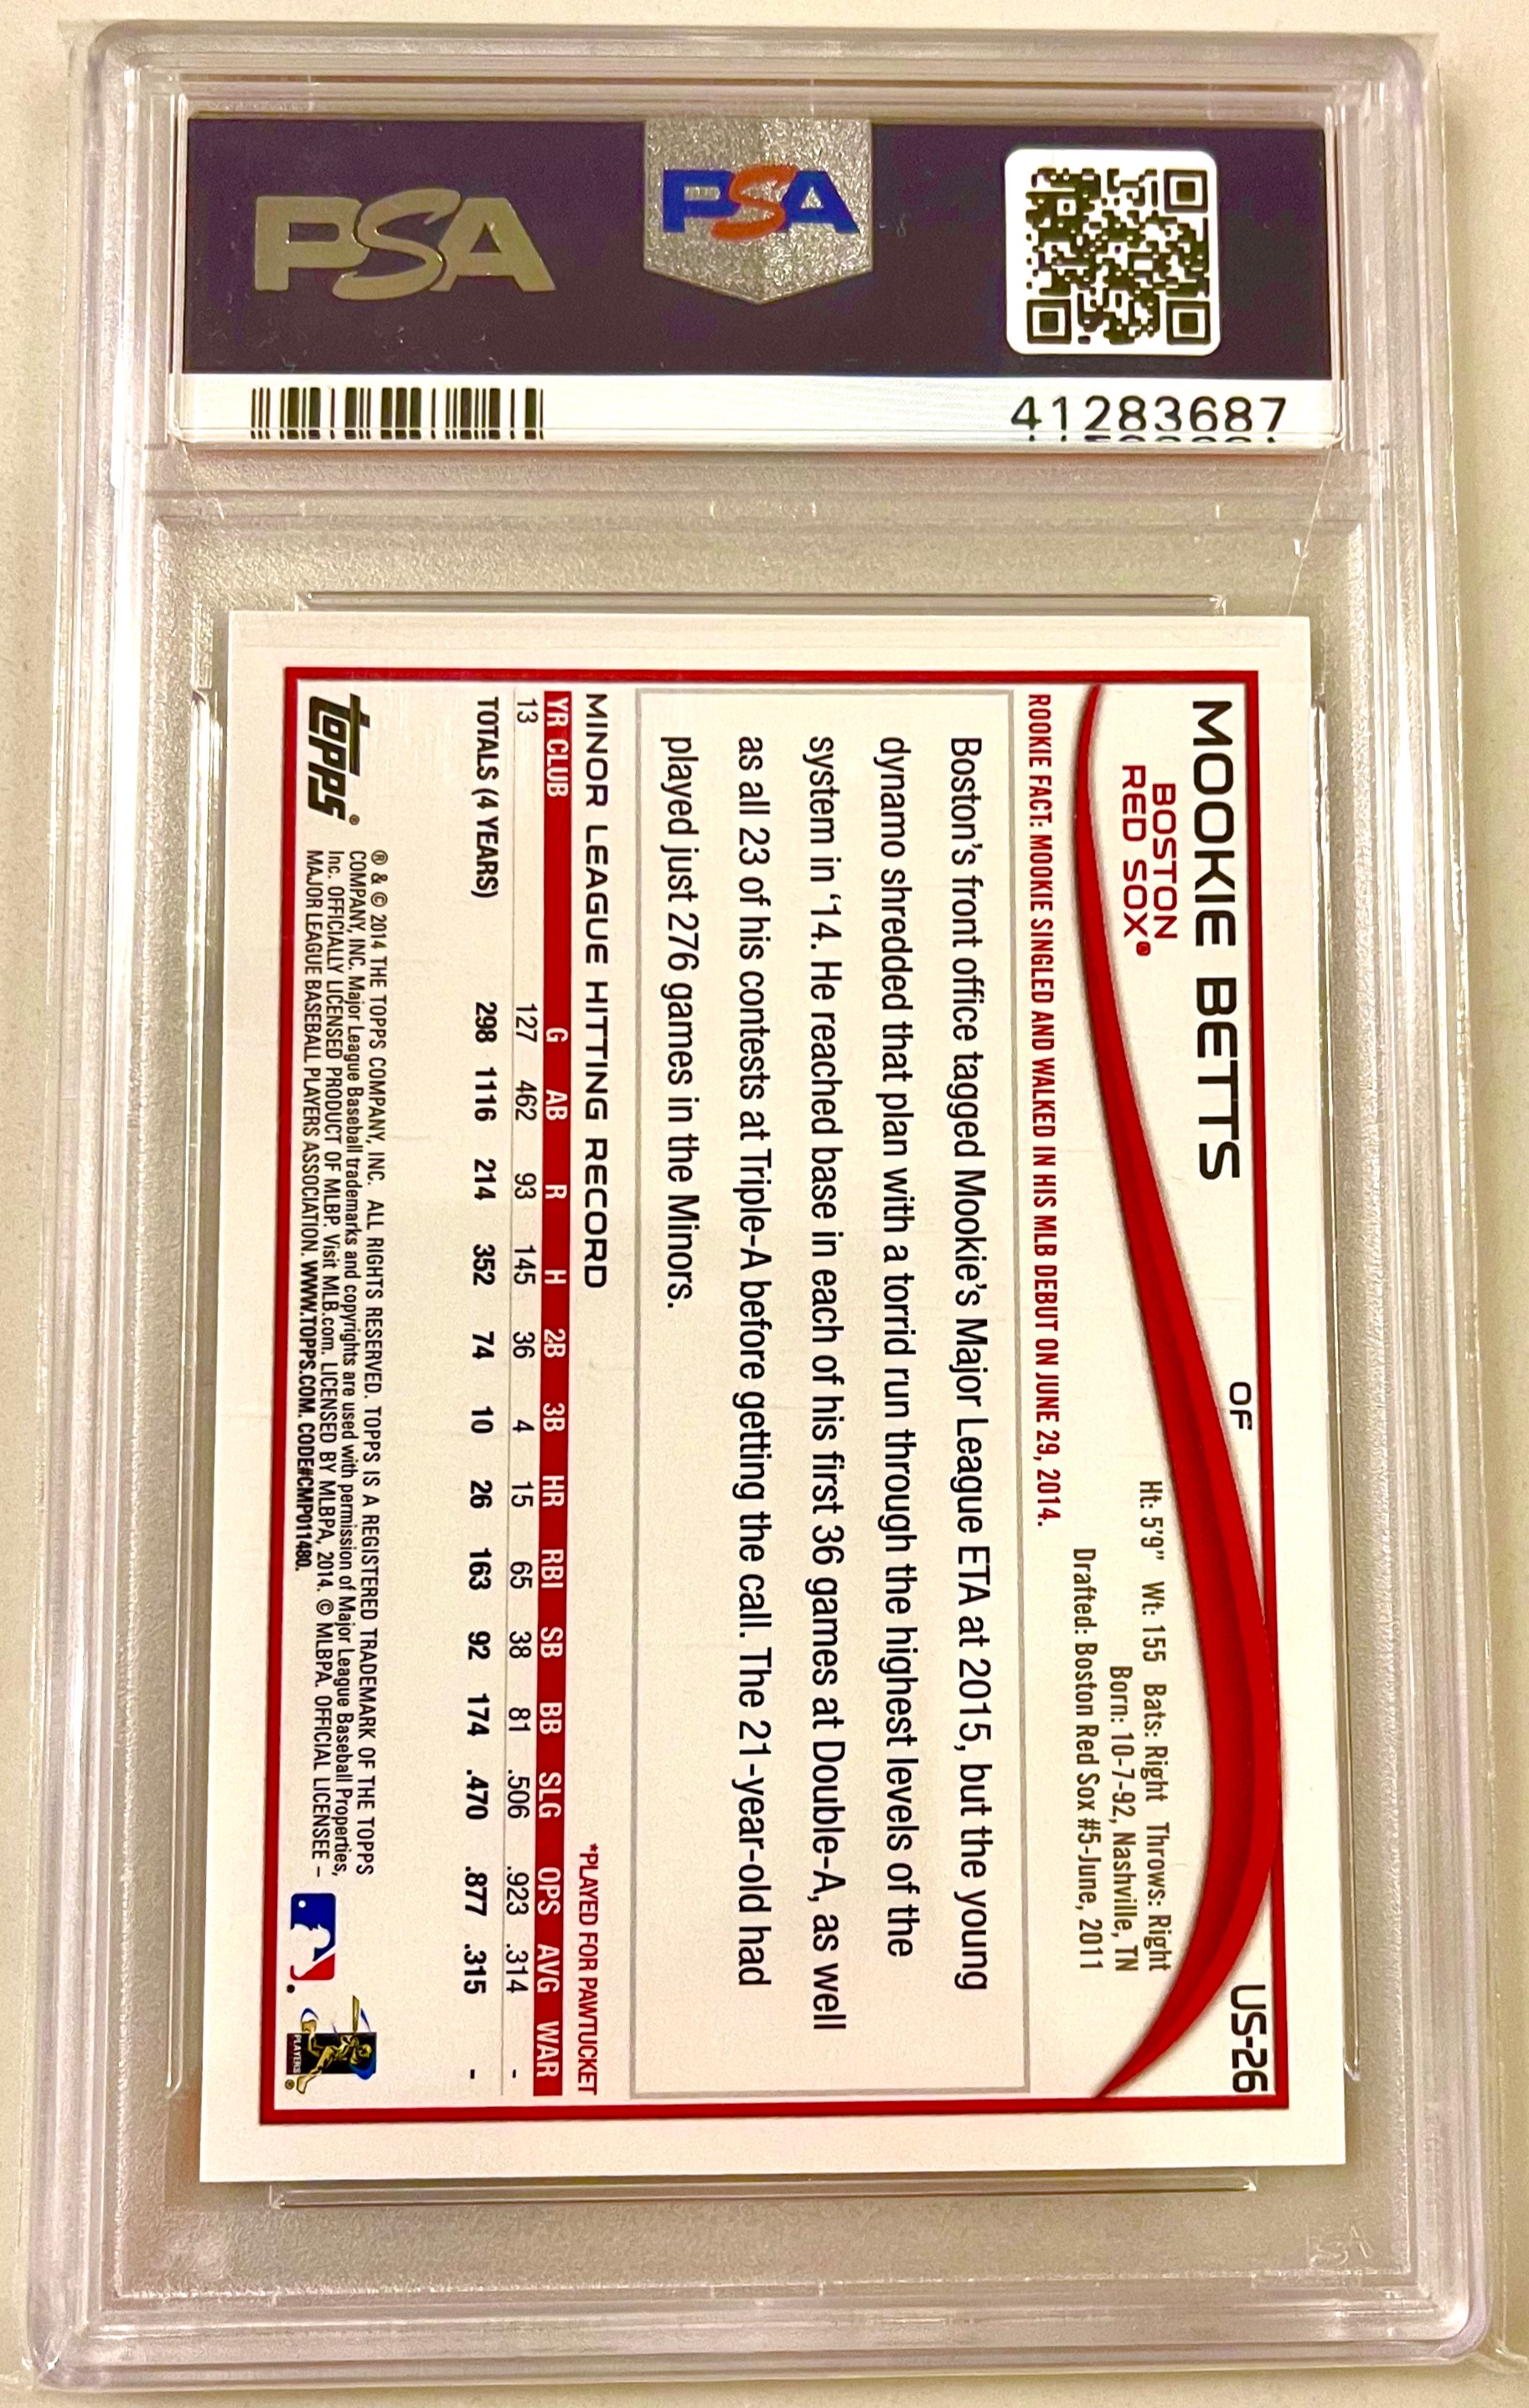 PSA
PSA
41283687
MOOKIE BETTS
OF
US-26
BOSTON
RED SOX®
Ht: 5'9" Wt: 155 Bats: Right Throws: Right
Born: 10-7-92, Nashville, TN
Drafted: Boston Red Sox #5-June, 2011
ROOKIE FACT: MOOKIE SINGLED AND WALKED IN HIS MLB DEBUT ON JUNE 29, 2014.
Boston's front office tagged Mookie's Major League ETA at 2015, but the young
dynamo shredded that plan with a torrid run through the highest levels of the
system in ‘14. He reached base in each of his first 36 games at Double-A, as well
as all 23 of his contests at Triple-A before getting the call. The 21-year-old had
played just 276 games in the Minors.
MINOR LEAGUE HITTING RECORD
*PLAYED FOR PAWTUCKET
YR CLUB G AB R H 2B 3B HR RBI SB BB SLG OPS AVG WAR
13 127 462 93 145 36 4 15 65 38 81 .506 .923 .314 -
TOTALS (4 YEARS) 298 1116 214 352 74 10 26 163 92 174 .470 .877 .315 -
topps®
® & © 2014 THE TOPPS COMPANY, INC. ALL RIGHTS RESERVED. TOPPS IS A REGISTERED TRADEMARK OF THE TOPPS
COMPANY, INC. Major League Baseball trademarks and copyrights are used with permission of Major League Baseball Properties,
Inc. OFFICIALLY LICENSED PRODUCT OF MLBP. Visit MLB.com. LICENSED BY MLBPA, 2014. © MLBPA. OFFICIAL LICENSEE –
MAJOR LEAGUE BASEBALL PLAYERS ASSOCIATION. WWW.TOPPS.COM. CODE#CMP011480.
PLAYERS
PSA